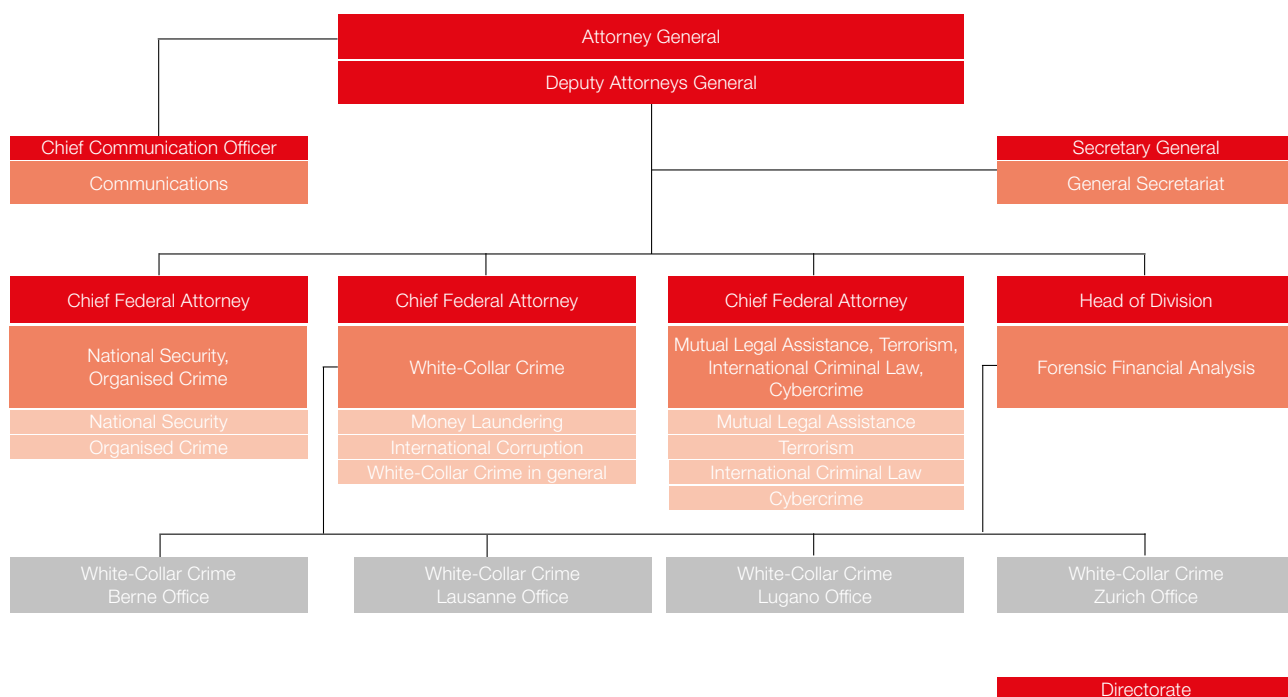 Attorney General
Deputy Attorneys General
Chief Communication Officer
Communications
Secretary General
General Secretariat
Chief Federal Attorney
National Security,
Organised Crime
National Security
Organised Crime
Chief Federal Attorney
White-Collar Crime
Money Laundering
International Corruption
White-Collar Crime in general
Chief Federal Attorney
Mutual Legal Assistance, Terrorism,
International Criminal Law,
Cybercrime
Mutual Legal Assistance
Terrorism
International Criminal Law
Cybercrime
Head of Division
Forensic Financial Analysis
White-Collar Crime
Berne Office
White-Collar Crime
Lausanne Office
White-Collar Crime
Lugano Office
White-Collar Crime
Zurich Office
Directorate